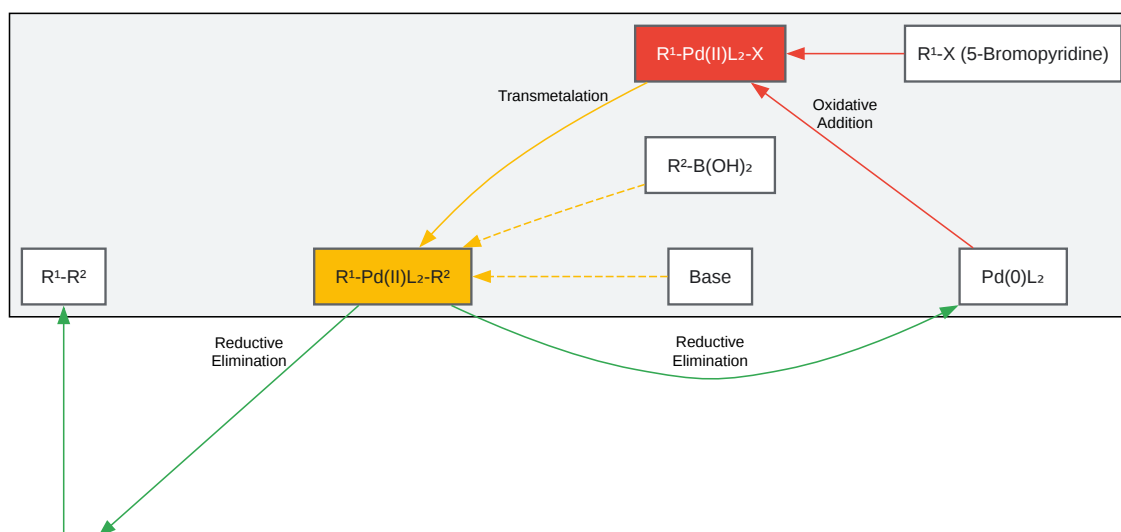 R¹-Pd(II)L₂-X
R¹-X (5-Bromopyridine)
Transmetalation
Oxidative
Addition
R²-B(OH)₂
R¹-R²
R¹-Pd(II)L₂-R²
Base
Pd(0)L₂
Reductive
Elimination
Reductive
Elimination